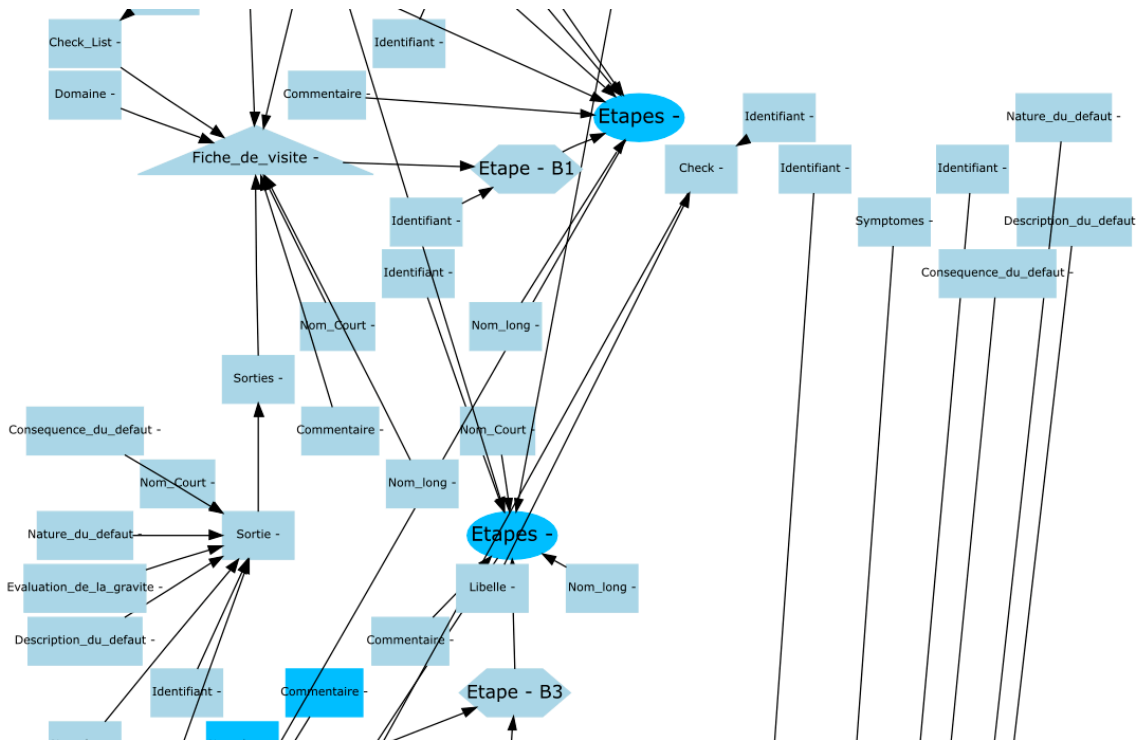 Check_List -
Identifiant -
Domaine -
Commentaire -
Etapes -
Identifiant -
Nature_du_defaut -
Fiche_de_visite -
Etape - B1
Check -
Identifiant -
Identifiant -
Identifiant -
Symptomes -
Description_du_defaut
Identifiant -
Consequence_du_defaut -
Nom_Court -
Nom_long -
Sorties -
Consequence_du_defaut -
Commentaire -
Nom_Court -
Nom_Court -
Nom_long -
Nature_du_defaut -
Sortie -
Etapes -
Evaluation_de_la_gravite -
Libelle -
Nom_long -
Description_du_defaut -
Commentaire -
Identifiant -
Commentaire -
Etape - B3